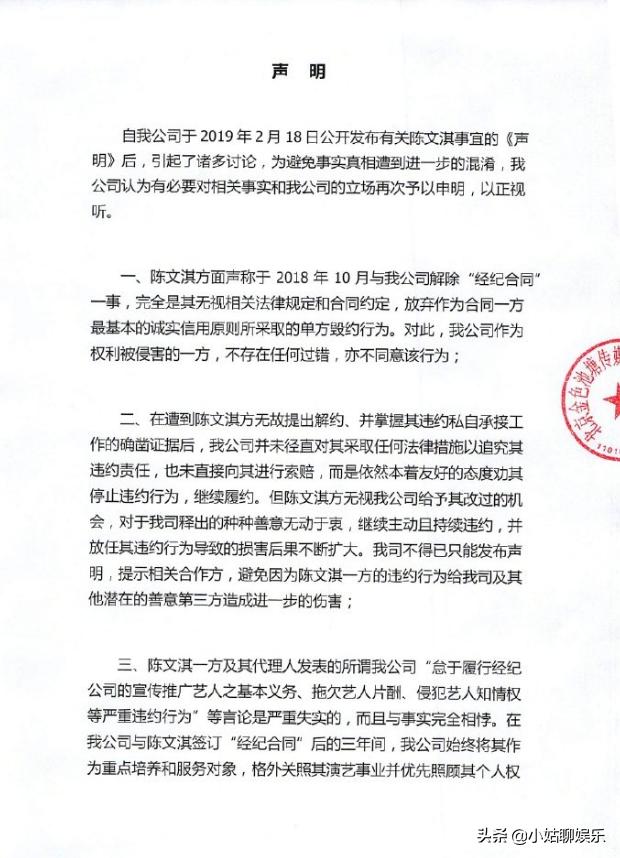 声 明
自我公司于 2019 年 2 月 18 日公开发布有关陈文淇事宜的《声
明》后，引起了诸多讨论，为避免事实真相遭到进一步的混淆，我
公司认为有必要对相关事实和我公司的立场再次予以申明，以正视
听。
一、陈文淇方面声称于 2018 年 10 月与我公司解除“经纪合同”
一事，完全是其无视相关法律规定和合同约定，放弃作为合同一方
最基本的诚实信用原则所采取的单方毁约行为。对此，我公司作为
权利被侵害的一方，不存在任何过错，亦不同意该行为；
北京金色池塘传媒
11010
二、在遭到陈文淇方无故提出解约、并掌握其违约私自承接工
作的确凿证据后，我公司并未径直对其采取任何法律措施以追究其
违约责任，也未直接向其进行索赔，而是依然本着友好的态度劝其
停止违约行为，继续履约。但陈文淇方无视我公司给予其改过的机
会，对于我司释出的种种善意无动于衷，继续主动且持续违约，并
放任其违约行为导致的损害后果不断扩大。我司不得已只能发布声
明，提示相关合作方，避免因为陈文淇一方的违约行为给我司及其
他潜在的善意第三方造成进一步的伤害；
三、陈文淇一方及其代理人发表的所谓我公司“怠于履行经纪
公司的宣传推广艺人之基本义务、拖欠艺人片酬、侵犯艺人知情权
等严重违约行为”等言论是严重失实的，而且与事实完全相悖。在
我公司与陈文淇签订“经纪合同”后的三年间，我公司始终将其作
为重点培养和服务对象，格外关照其演艺事业并优先照顾其个人权
头条 @小姑聊娱乐